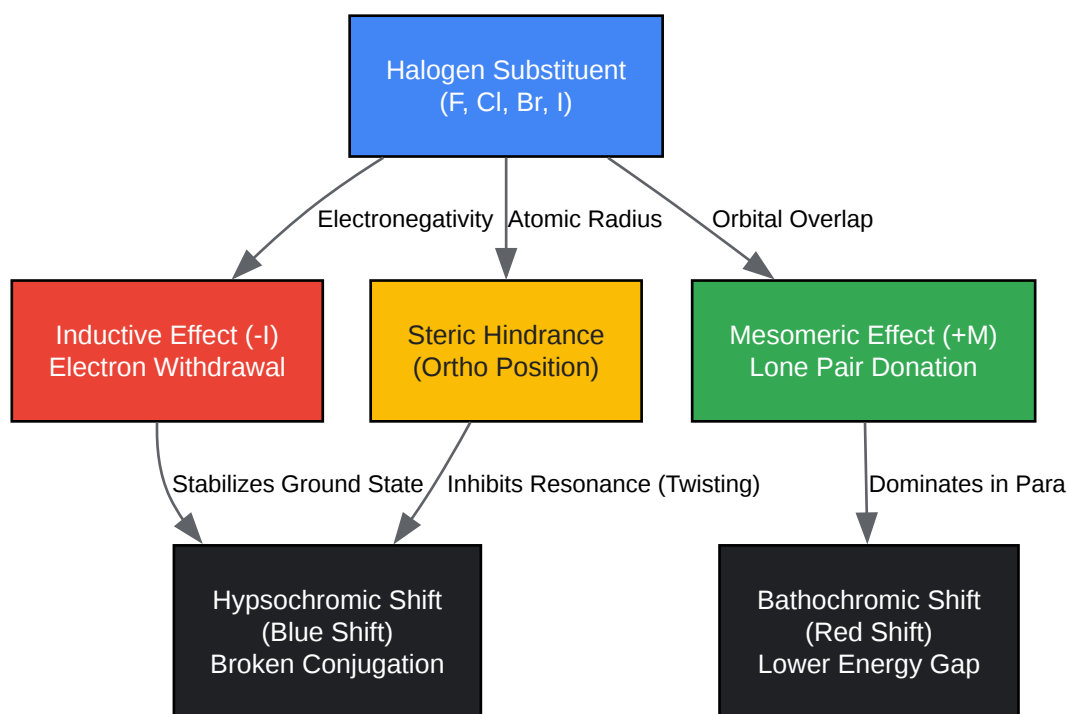 Halogen Substituent
(F, Cl, Br, I)
Electronegativity
Atomic Radius
Orbital Overlap
Inductive Effect (-I)
Electron Withdrawal
Steric Hindrance
(Ortho Position)
Mesomeric Effect (+M)
Lone Pair Donation
Stabilizes Ground State
Inhibits Resonance (Twisting)
Dominates in Para
Hypsochromic Shift
(Blue Shift)
Broken Conjugation
Bathochromic Shift
(Red Shift)
Lower Energy Gap